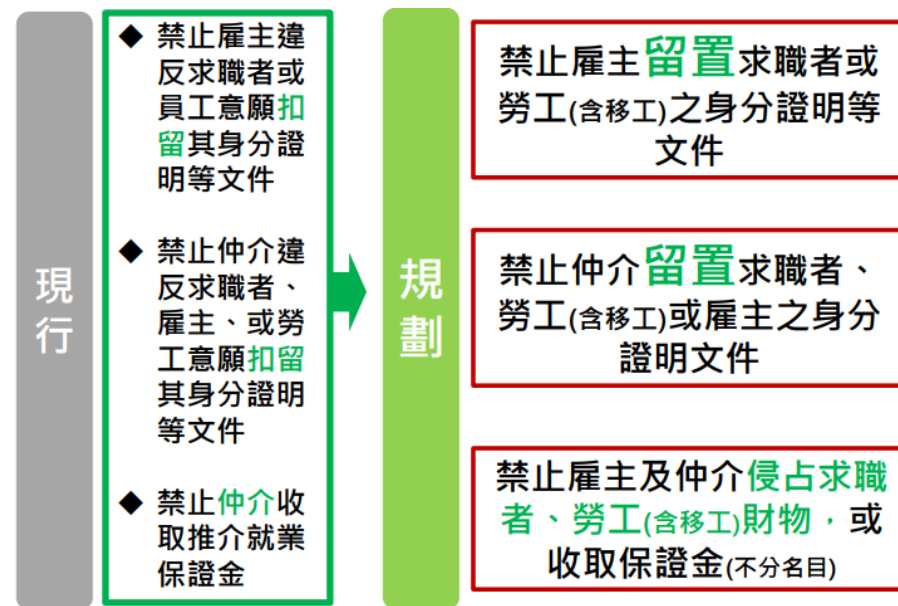 現
行
◆ 禁止雇主違
反求職者或
員工意願扣
留其身分證
明等文件
◆ 禁止仲介違
反求職者、
雇主、或勞
工意願扣留
其身分證明
等文件
◆ 禁止仲介收
取推介就業
保證金
規
劃
禁止雇主留置求職者或
勞工(含移工)之身分證明等
文件
禁止仲介留置求職者、
勞工(含移工)或雇主之身分
證明文件
禁止雇主及仲介侵占求職
者、勞工(含移工)財物，或
收取保證金(不分名目)